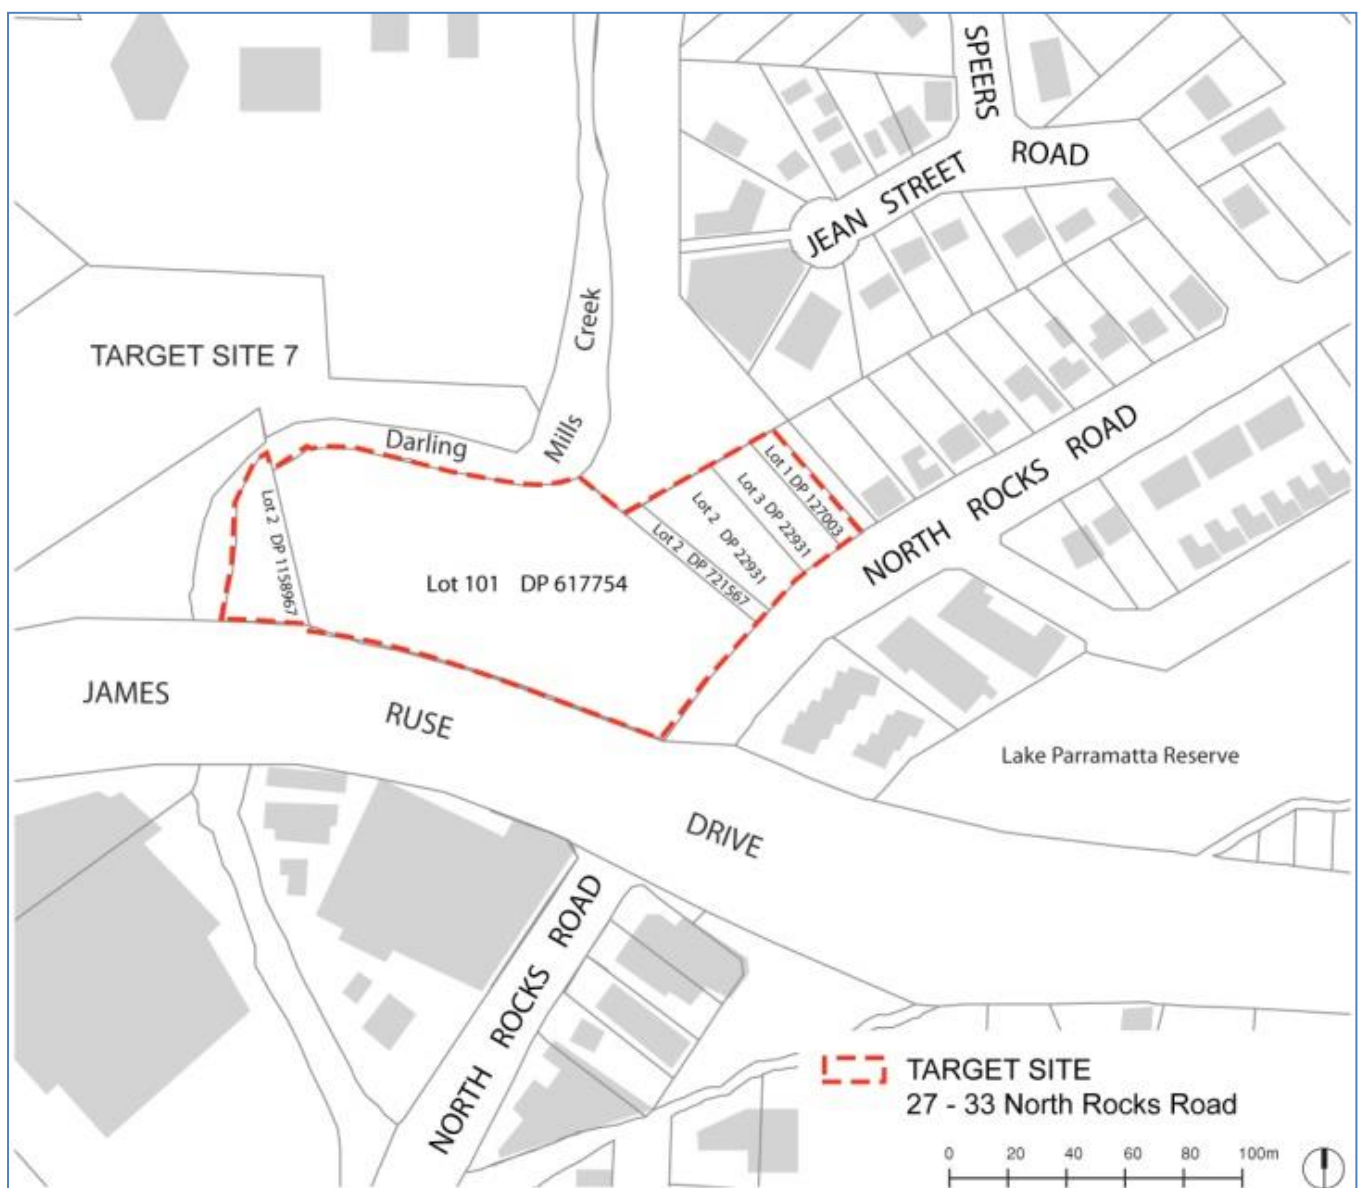 SPEERS
ROAD
JEAN STREET
Creek
TARGET SITE 7
Darling
Mills
NORTH ROCKS ROAD
Lot 1 DP 127003
Lot 3 DP 22931
Lot 2 DP 22931
Lot 2 DP 721567
Lot 2 DP 1158967
Lot 101 DP 617754
JAMES
RUSE
DRIVE
Lake Parramatta Reserve
NORTH ROCKS ROAD
TARGET SITE
27 - 33 North Rocks Road
0 20 40 60 80 100m